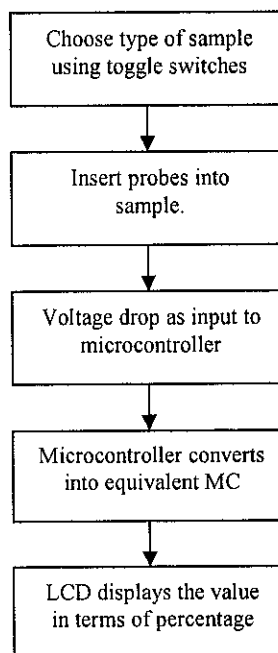 Choose type of sample
using toggle switches
Insert probes into
sample.
Voltage drop as input to
microcontroller
Microcontroller converts
into equivalent MC
LCD displays the value
in terms of percentage